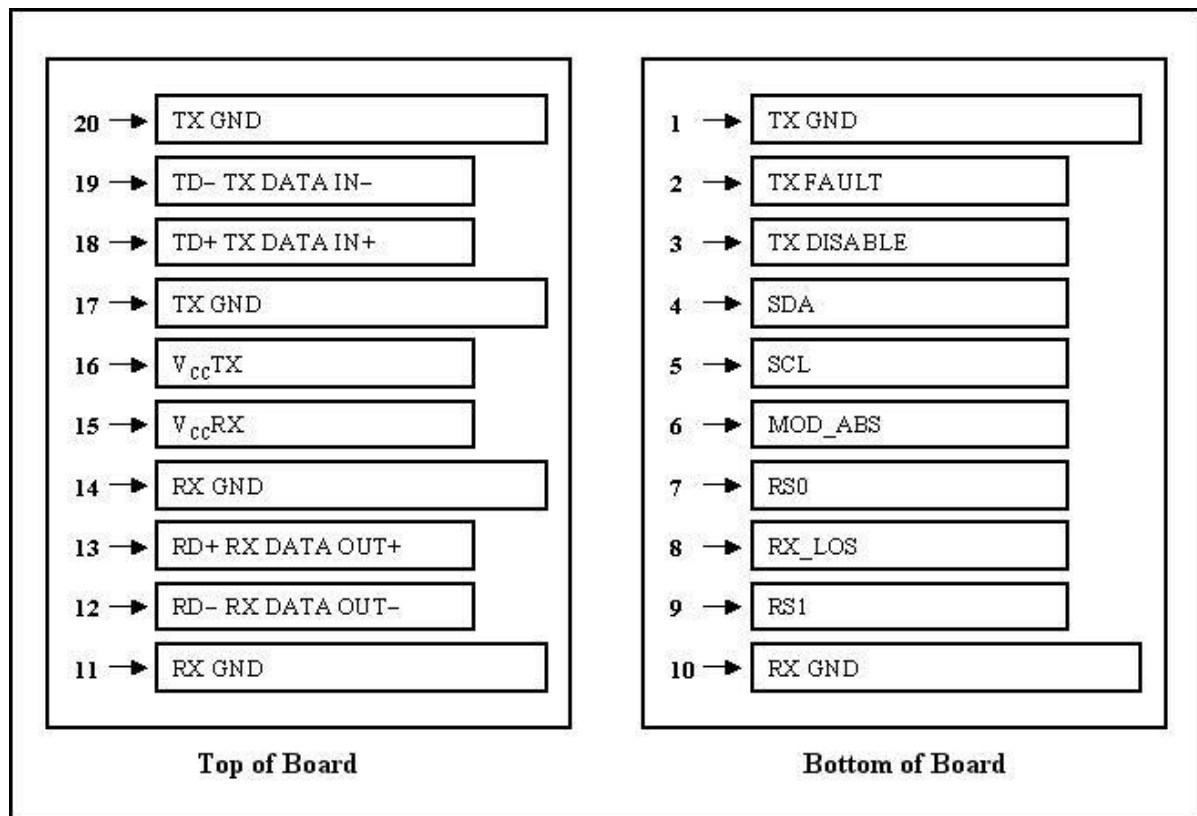 20 TX GND
19 TD− TX DATA IN−
18 TD+ TX DATA IN+
17 TX GND
16 VCCTX
15 VCCRX
14 RX GND
13 RD+ RX DATA OUT+
12 RD− RX DATA OUT−
11 RX GND
Top of Board
1 TX GND
2 TX FAULT
3 TX DISABLE
4 SDA
5 SCL
6 MOD_ABS
7 RS0
8 RX_LOS
9 RS1
10 RX GND
Bottom of Board